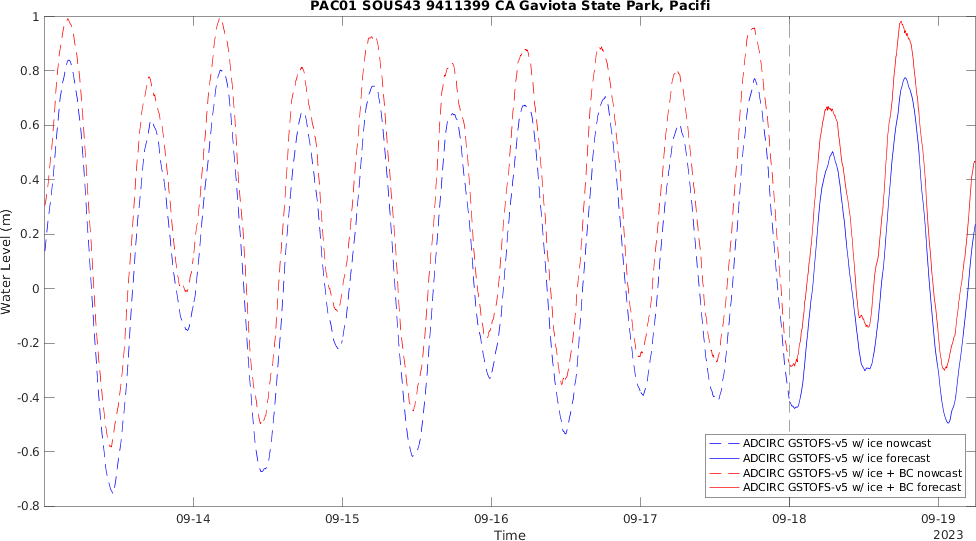 PAC01 SOUS43 9411399 CA Gaviota State Park, Pacifi
1
0.8
0.6
0.4
0.2
0
-0.2
-0.4
-0.6
-0.8
Water Level (m)
ADCIRC GSTOFS-v5 w/ ice nowcast
ADCIRC GSTOFS-v5 w/ ice forecast
ADCIRC GSTOFS-v5 w/ ice + BC nowcast
ADCIRC GSTOFS-v5 w/ ice + BC forecast
09-14 09-15 09-16 09-17 09-18 09-19
Time
2023